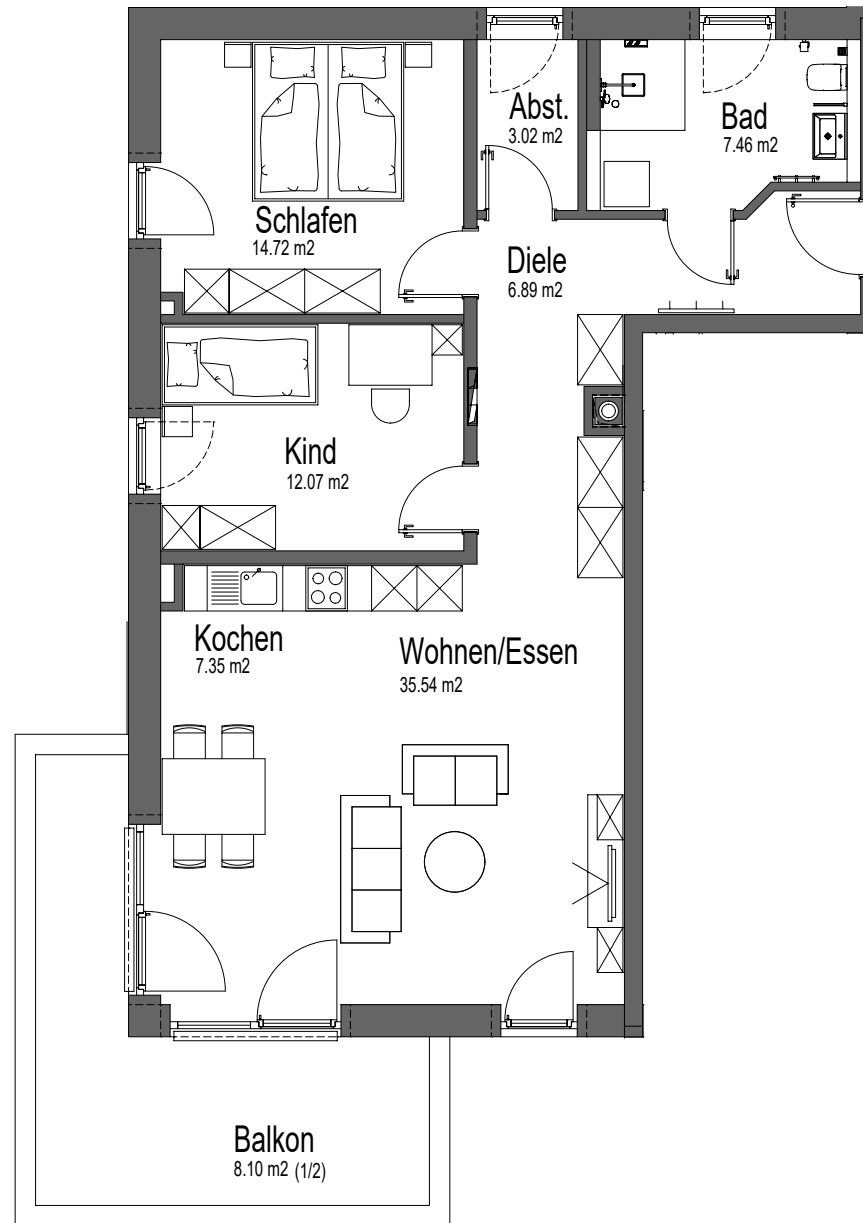 Abst.
3.02 m2
Bad
7.46 m2
Schlafen
14.72 m2
Diele
6.89 m2
Kind
12.07 m2
Kochen
7.35 m2
Wohnen/Essen
35.54 m2
Balkon
8.10 m2 (1/2)